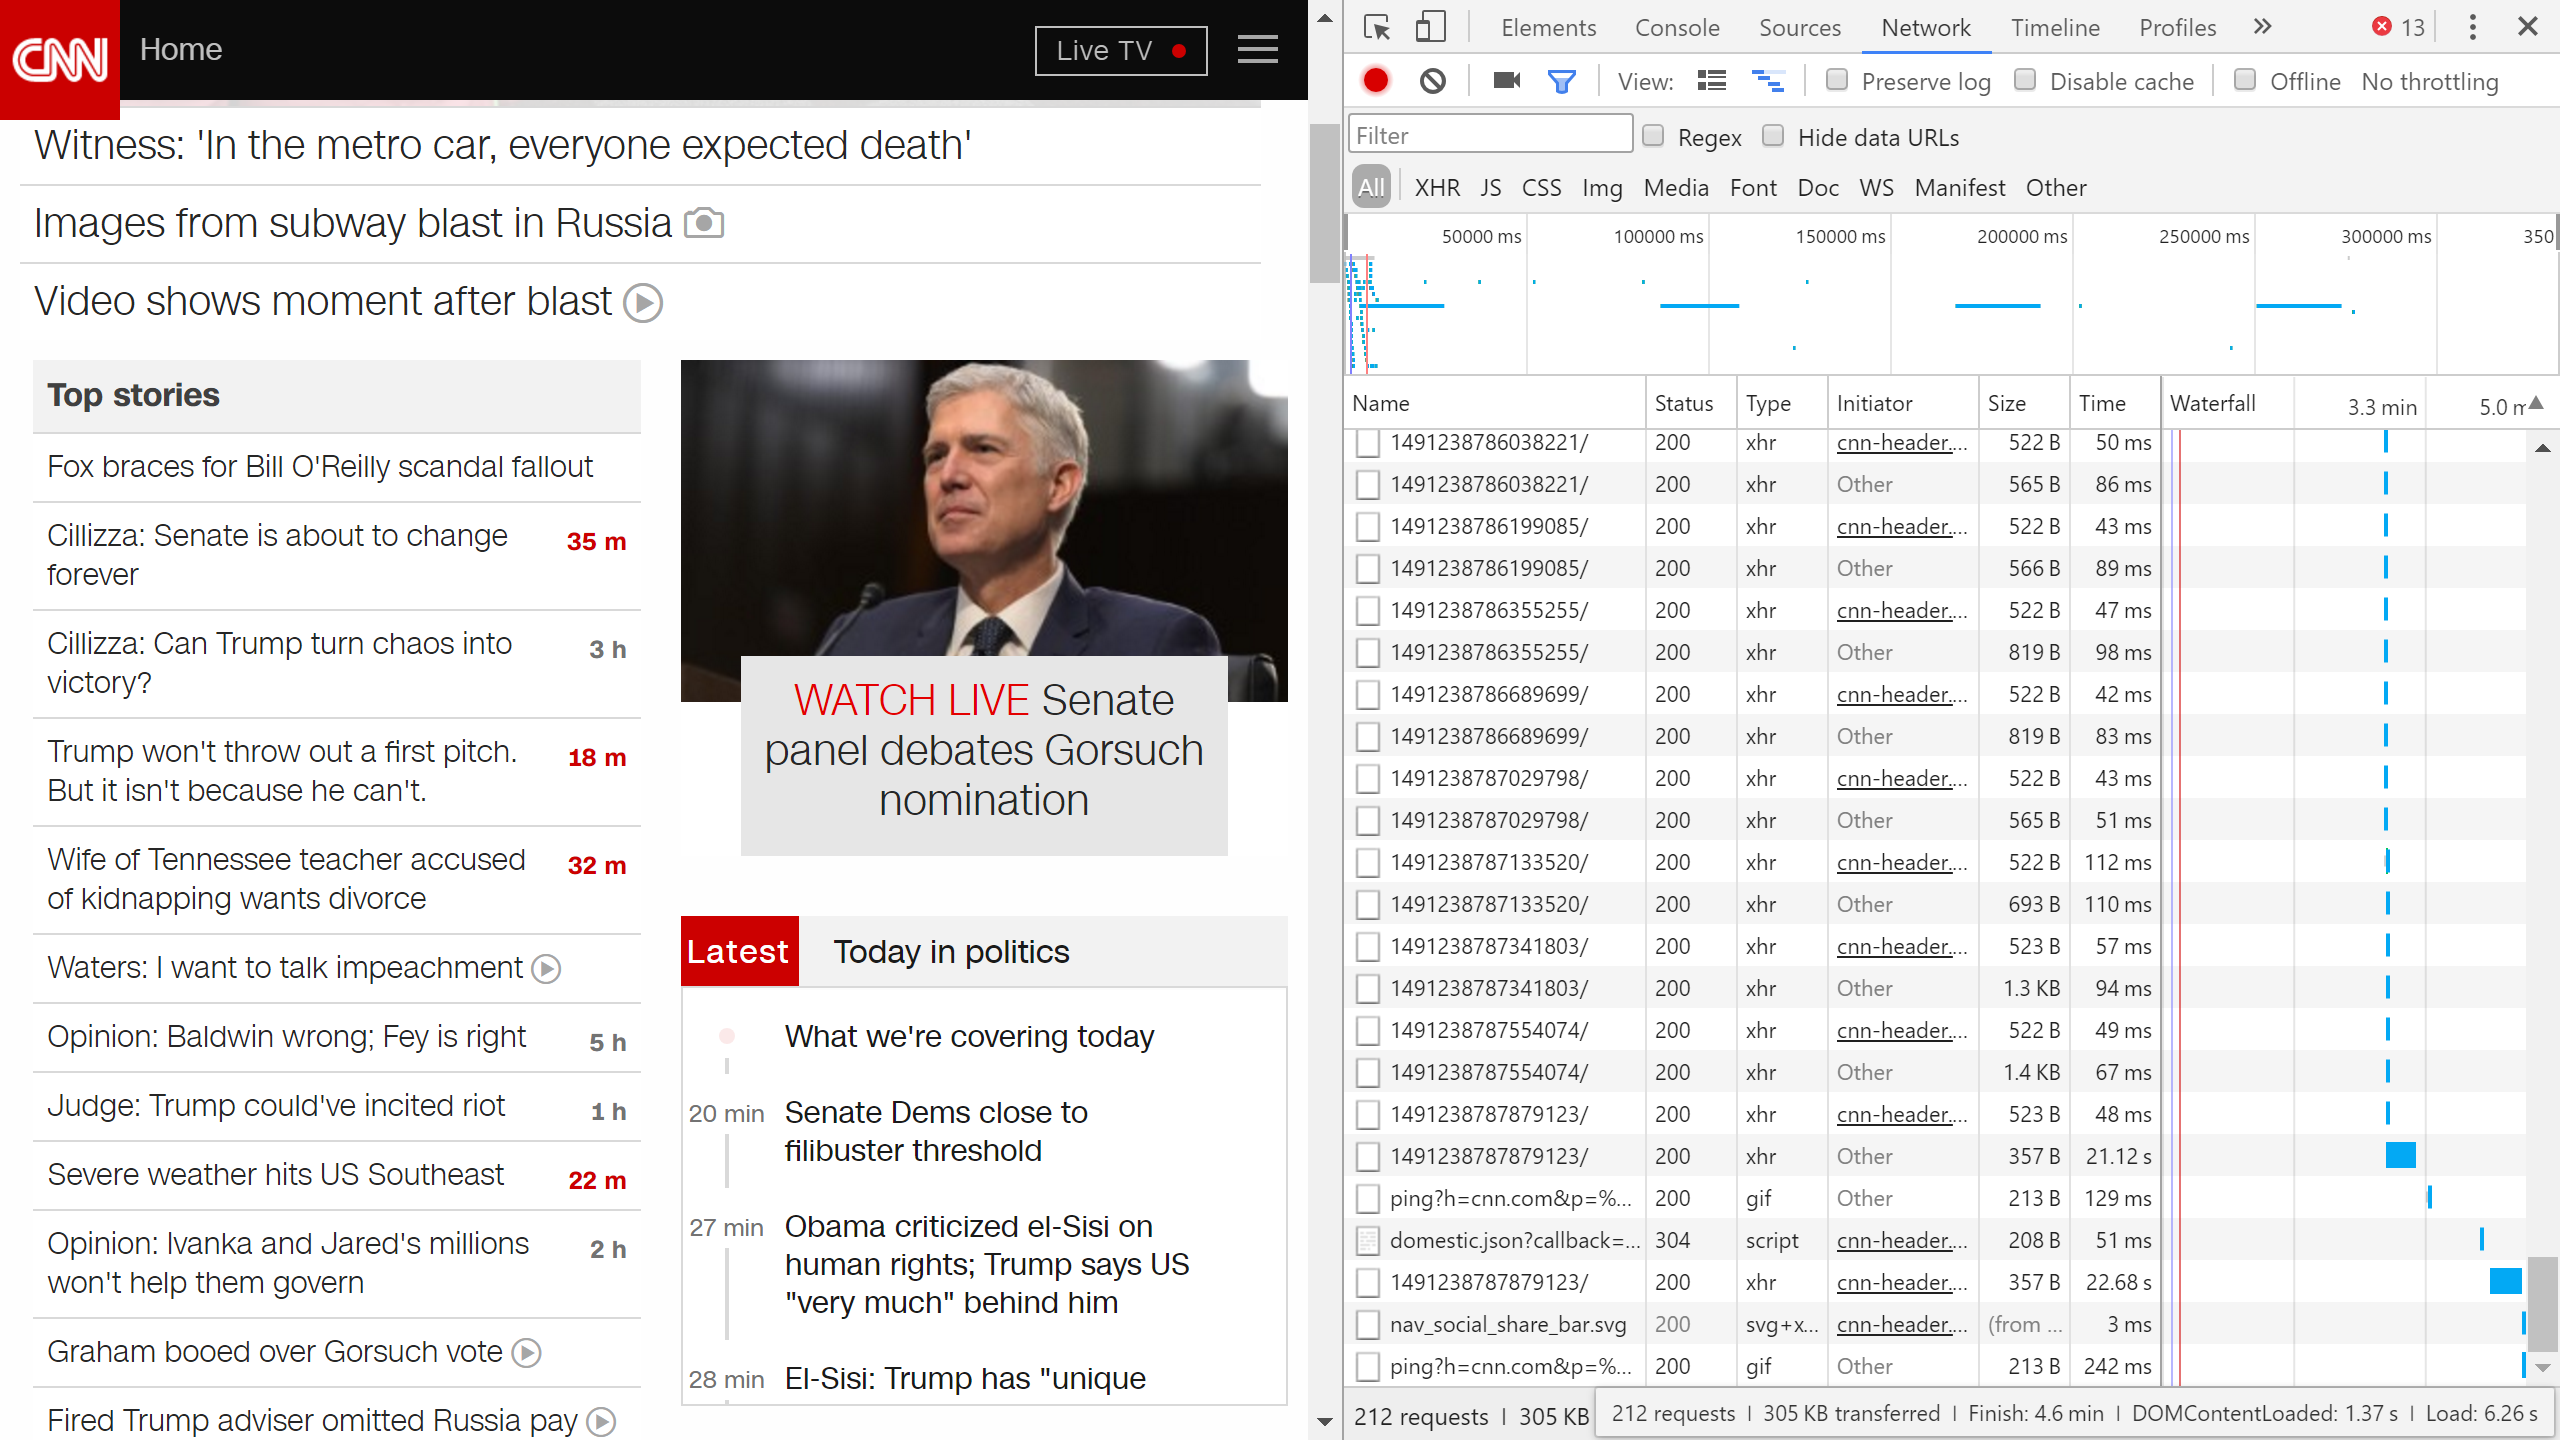 CNN
Home
Live TV
Witness: 'In the metro car, everyone expected death'
Images from subway blast in Russia
Video shows moment after blast
Top stories
Fox braces for Bill O'Reilly scandal fallout
Cillizza: Senate is about to change
forever
35 m
Cillizza: Can Trump turn chaos into
victory?
3 h
Trump won't throw out a first pitch.
But it isn't because he can't.
18 m
Wife of Tennessee teacher accused
of kidnapping wants divorce
32 m
Waters: I want to talk impeachment
Opinion: Baldwin wrong; Fey is right
5 h
Judge: Trump could've incited riot
1 h
Severe weather hits US Southeast
22 m
Opinion: Ivanka and Jared's millions
won't help them govern
2 h
Graham booed over Gorsuch vote
Fired Trump adviser omitted Russia pay
WATCH LIVE Senate
panel debates Gorsuch
nomination
Latest
Today in politics
What we're covering today
20 min
Senate Dems close to
filibuster threshold
27 min
Obama criticized el-Sisi on
human rights; Trump says US
"very much" behind him
28 min
El-Sisi: Trump has "unique
Elements Console Sources Network Timeline Profiles » 13
View: Preserve log Disable cache Offline No throttling
Filter Regex Hide data URLs
All XHR JS CSS Img Media Font Doc WS Manifest Other
50000 ms 100000 ms 150000 ms 200000 ms 250000 ms 300000 ms 350
Name Status Type Initiator Size Time Waterfall 3.3 min 5.0 m
1491238786038221/ 200 xhr cnn-header.... 522 B 50 ms
1491238786038221/ 200 xhr Other 565 B 86 ms
1491238786199085/ 200 xhr cnn-header.... 522 B 43 ms
1491238786199085/ 200 xhr Other 566 B 89 ms
1491238786355255/ 200 xhr cnn-header.... 522 B 47 ms
1491238786355255/ 200 xhr Other 819 B 98 ms
1491238786689699/ 200 xhr cnn-header.... 522 B 42 ms
1491238786689699/ 200 xhr Other 819 B 83 ms
1491238787029798/ 200 xhr cnn-header.... 522 B 43 ms
1491238787029798/ 200 xhr Other 565 B 51 ms
1491238787133520/ 200 xhr cnn-header.... 522 B 112 ms
1491238787133520/ 200 xhr Other 693 B 110 ms
1491238787341803/ 200 xhr cnn-header.... 523 B 57 ms
1491238787341803/ 200 xhr Other 1.3 KB 94 ms
1491238787554074/ 200 xhr cnn-header.... 522 B 49 ms
1491238787554074/ 200 xhr Other 1.4 KB 67 ms
1491238787879123/ 200 xhr cnn-header.... 523 B 48 ms
1491238787879123/ 200 xhr Other 357 B 21.12 s
ping?h=cnn.com&p=%... 200 gif Other 213 B 129 ms
domestic.json?callback=... 304 script cnn-header.... 208 B 51 ms
1491238787879123/ 200 xhr cnn-header.... 357 B 22.68 s
nav_social_share_bar.svg 200 svg+x... cnn-header.... (from ... 3 ms
ping?h=cnn.com&p=%... 200 gif Other 213 B 242 ms
212 requests | 305 KB
212 requests | 305 KB transferred | Finish: 4.6 min | DOMContentLoaded: 1.37 s | Load: 6.26 s